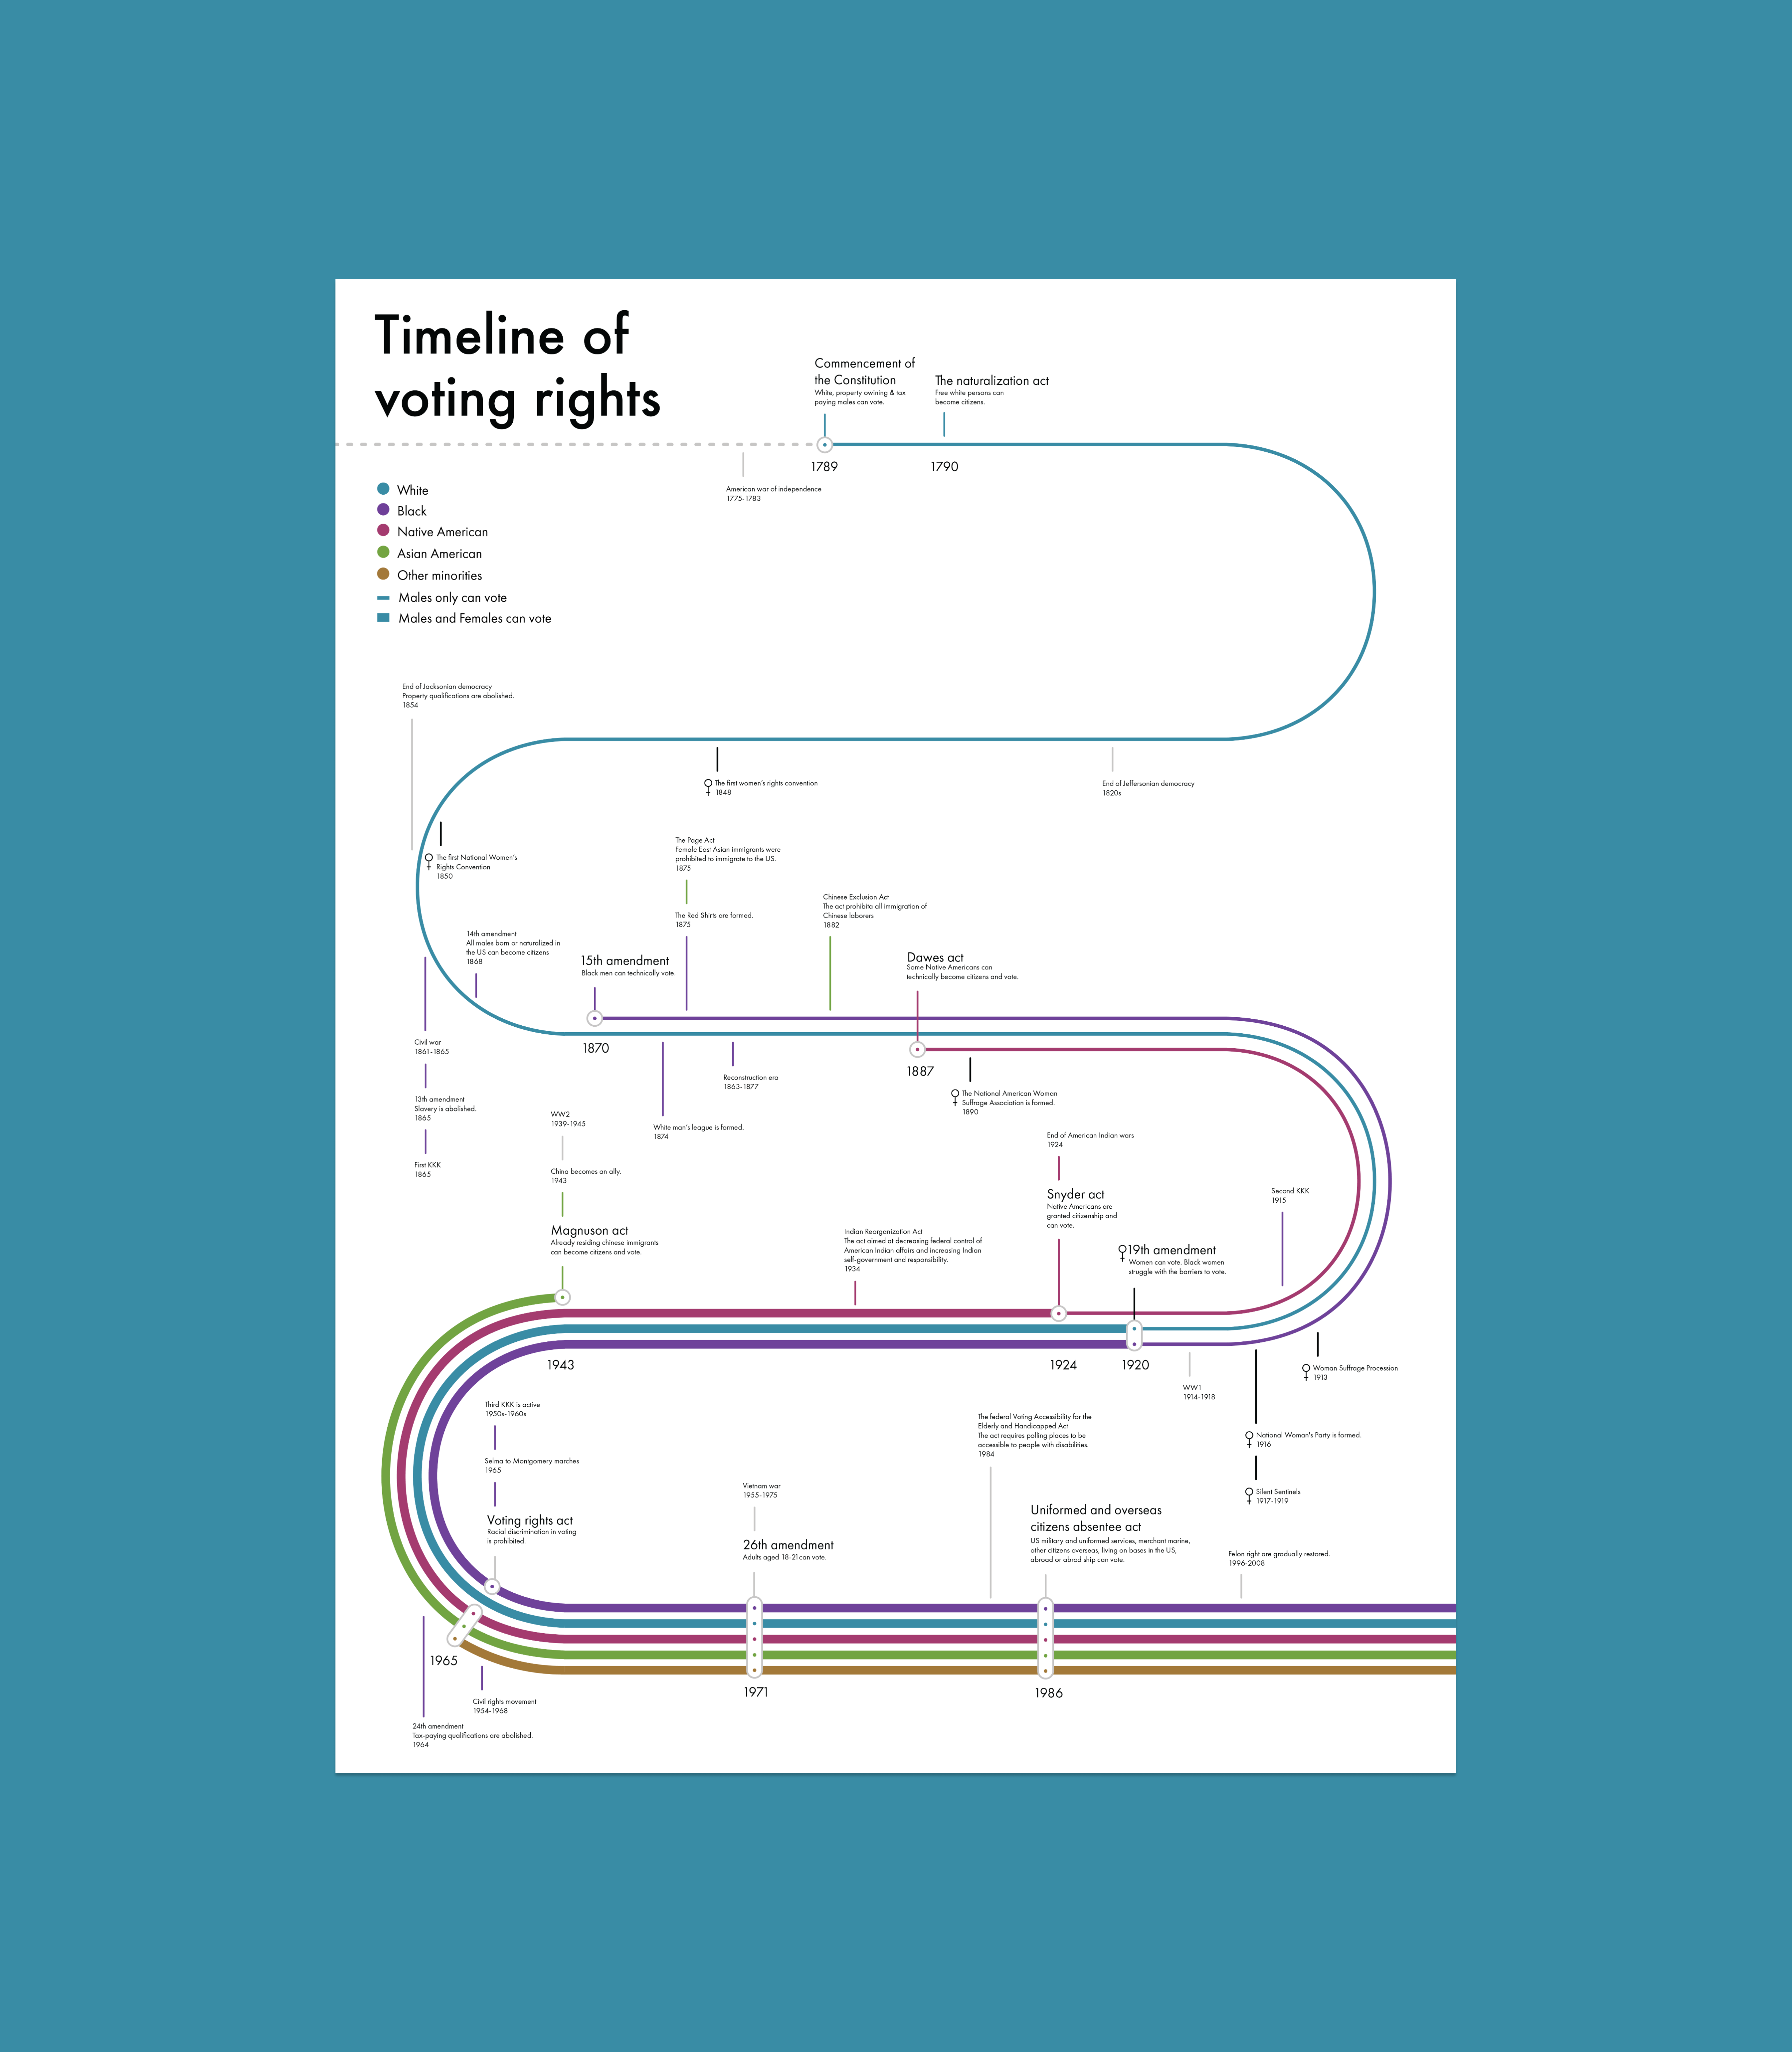 Timeline of
voting rights
Commencement of
the Constitution
White, property owining & tax
paying males can vote.
The naturalization act
Free white persons can
become citizens.
1789
1790
American war of independence
1775-1783
White
Black
Native American
Asian American
Other minorities
Males only can vote
Males and Females can vote
End of Jacksonian democracy
Property qualifications are abolished.
1854
The first women's rights convention
1848
End of Jeffersonian democracy
1820s
The first National Women's
Rights Convention
1850
The Page Act
Female East Asian immigrants were
prohibited to immigrate to the US.
1875
The Red Shirts are formed.
1875
Chinese Exclusion Act
The act prohibita all immigration of
Chinese laborers
1882
14th amendment
All males born or naturalized in
the US can become citizens
1868
15th amendment
Black men can technically vote.
Dawes act
Some Native Americans can
technically become citizens and vote.
1870
1887
Civil war
1861-1865
13th amendment
Slavery is abolished.
1865
First KKK
1865
Reconstruction era
1863-1877
White man's league is formed.
1874
The National American Woman
Suffrage Association is formed.
1890
WW2
1939-1945
China becomes an ally.
1943
Magnuson act
Already residing chinese immigrants
can become citizens and vote.
End of American Indian wars
1924
Snyder act
Native Americans are
granted citizenship and
can vote.
Second KKK
1915
Indian Reorganization Act
The act aimed at decreasing federal control of
American Indian affairs and increasing Indian
self-government and responsibility.
1934
19th amendment
Women can vote. Black women
struggle with the barriers to vote.
1943
1924
1920
WW1
1914-1918
Woman Suffrage Procession
1913
National Woman's Party is formed.
1916
Silent Sentinels
1917-1919
Third KKK is active
1950s-1960s
Selma to Montgomery marches
1965
Voting rights act
Racial discrimination in voting
is prohibited.
Vietnam war
1955-1975
26th amendment
Adults aged 18-21can vote.
The federal Voting Accessibility for the
Elderly and Handicapped Act
The act requires polling places to be
accessible to people with disabilities.
1984
Uniformed and overseas
citizens absentee act
US military and uniformed services, merchant marine,
other citizens overseas, living on bases in the US,
abroad or abrod ship can vote.
Felon right are gradually restored.
1996-2008
1965
1971
1986
Civil rights movement
1954-1968
24th amendment
Tax-paying qualifications are abolished.
1964